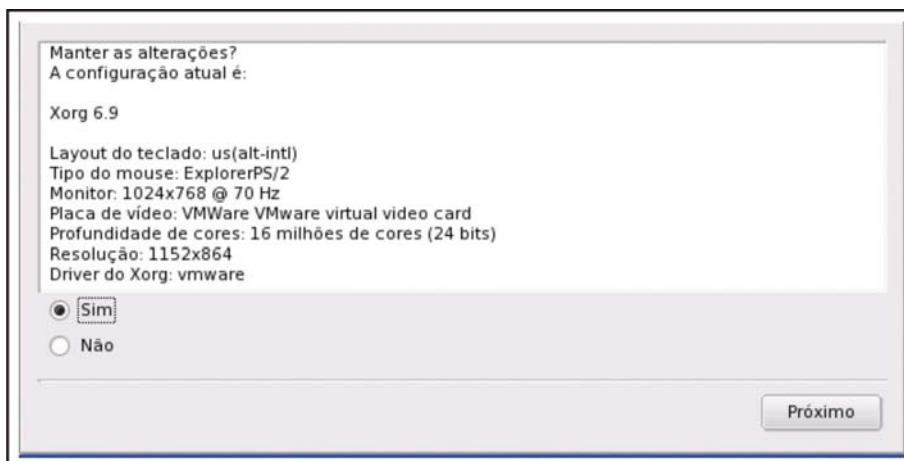 Manter as alterações?
A configuração atual é:
Xorg 6.9
Layout do teclado: us(alt-intl)
Tipo do mouse: ExplorerPS/2
Monitor: 1024x768 @ 70 Hz
Placa de vídeo: VMWare VMware virtual video card
Profundidade de cores: 16 milhões de cores (24 bits)
Resolução: 1152x864
Driver do Xorg: vmware
Sim
Não
Próximo